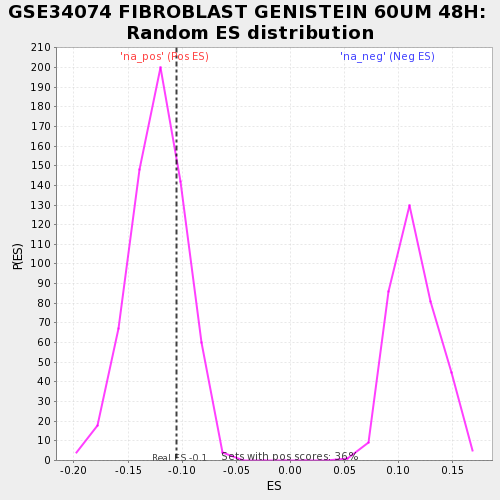 GSE34074 FIBROBLAST GENISTEIN 60UM 48H:
Random ES distribution
'na_pos' (Pos ES)
'na_neg' (Neg ES)
210
200
190
180
170
160
150
140
130
120
110
100
90
80
70
60
50
40
30
20
10
0
P(ES)
Real ES -0.1
Sets with pos scores: 36%
-0.20 -0.15 -0.10 -0.05 0.00 0.05 0.10 0.15
ES